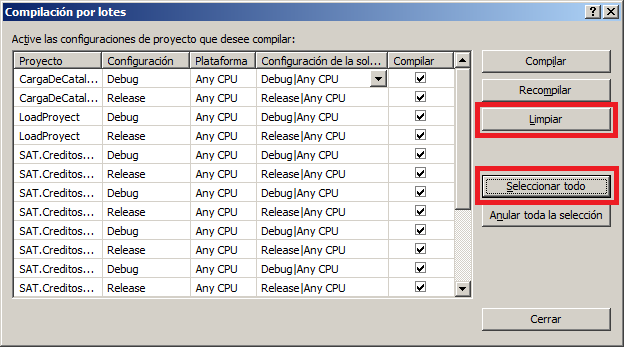 Compilación por lotes
Active las configuraciones de proyecto que desee compilar:
Proyecto Configuración Plataforma Configuración de la sol... Compilar
CargaDeCatal... Debug Any CPU Debug|Any CPU
CargaDeCatal... Release Any CPU Release|Any CPU
LoadProyect Debug Any CPU Debug|Any CPU
LoadProyect Release Any CPU Release|Any CPU
SAT.Creditos... Debug Any CPU Debug|Any CPU
SAT.Creditos... Release Any CPU Release|Any CPU
SAT.Creditos... Debug Any CPU Debug|Any CPU
SAT.Creditos... Release Any CPU Release|Any CPU
SAT.Creditos... Debug Any CPU Debug|Any CPU
SAT.Creditos... Release Any CPU Release|Any CPU
SAT.Creditos... Debug Any CPU Debug|Any CPU
SAT.Creditos... Release Any CPU Release|Any CPU
Compilar
Recompilar
Limpiar
Seleccionar todo
Anular toda la selección
Cerrar